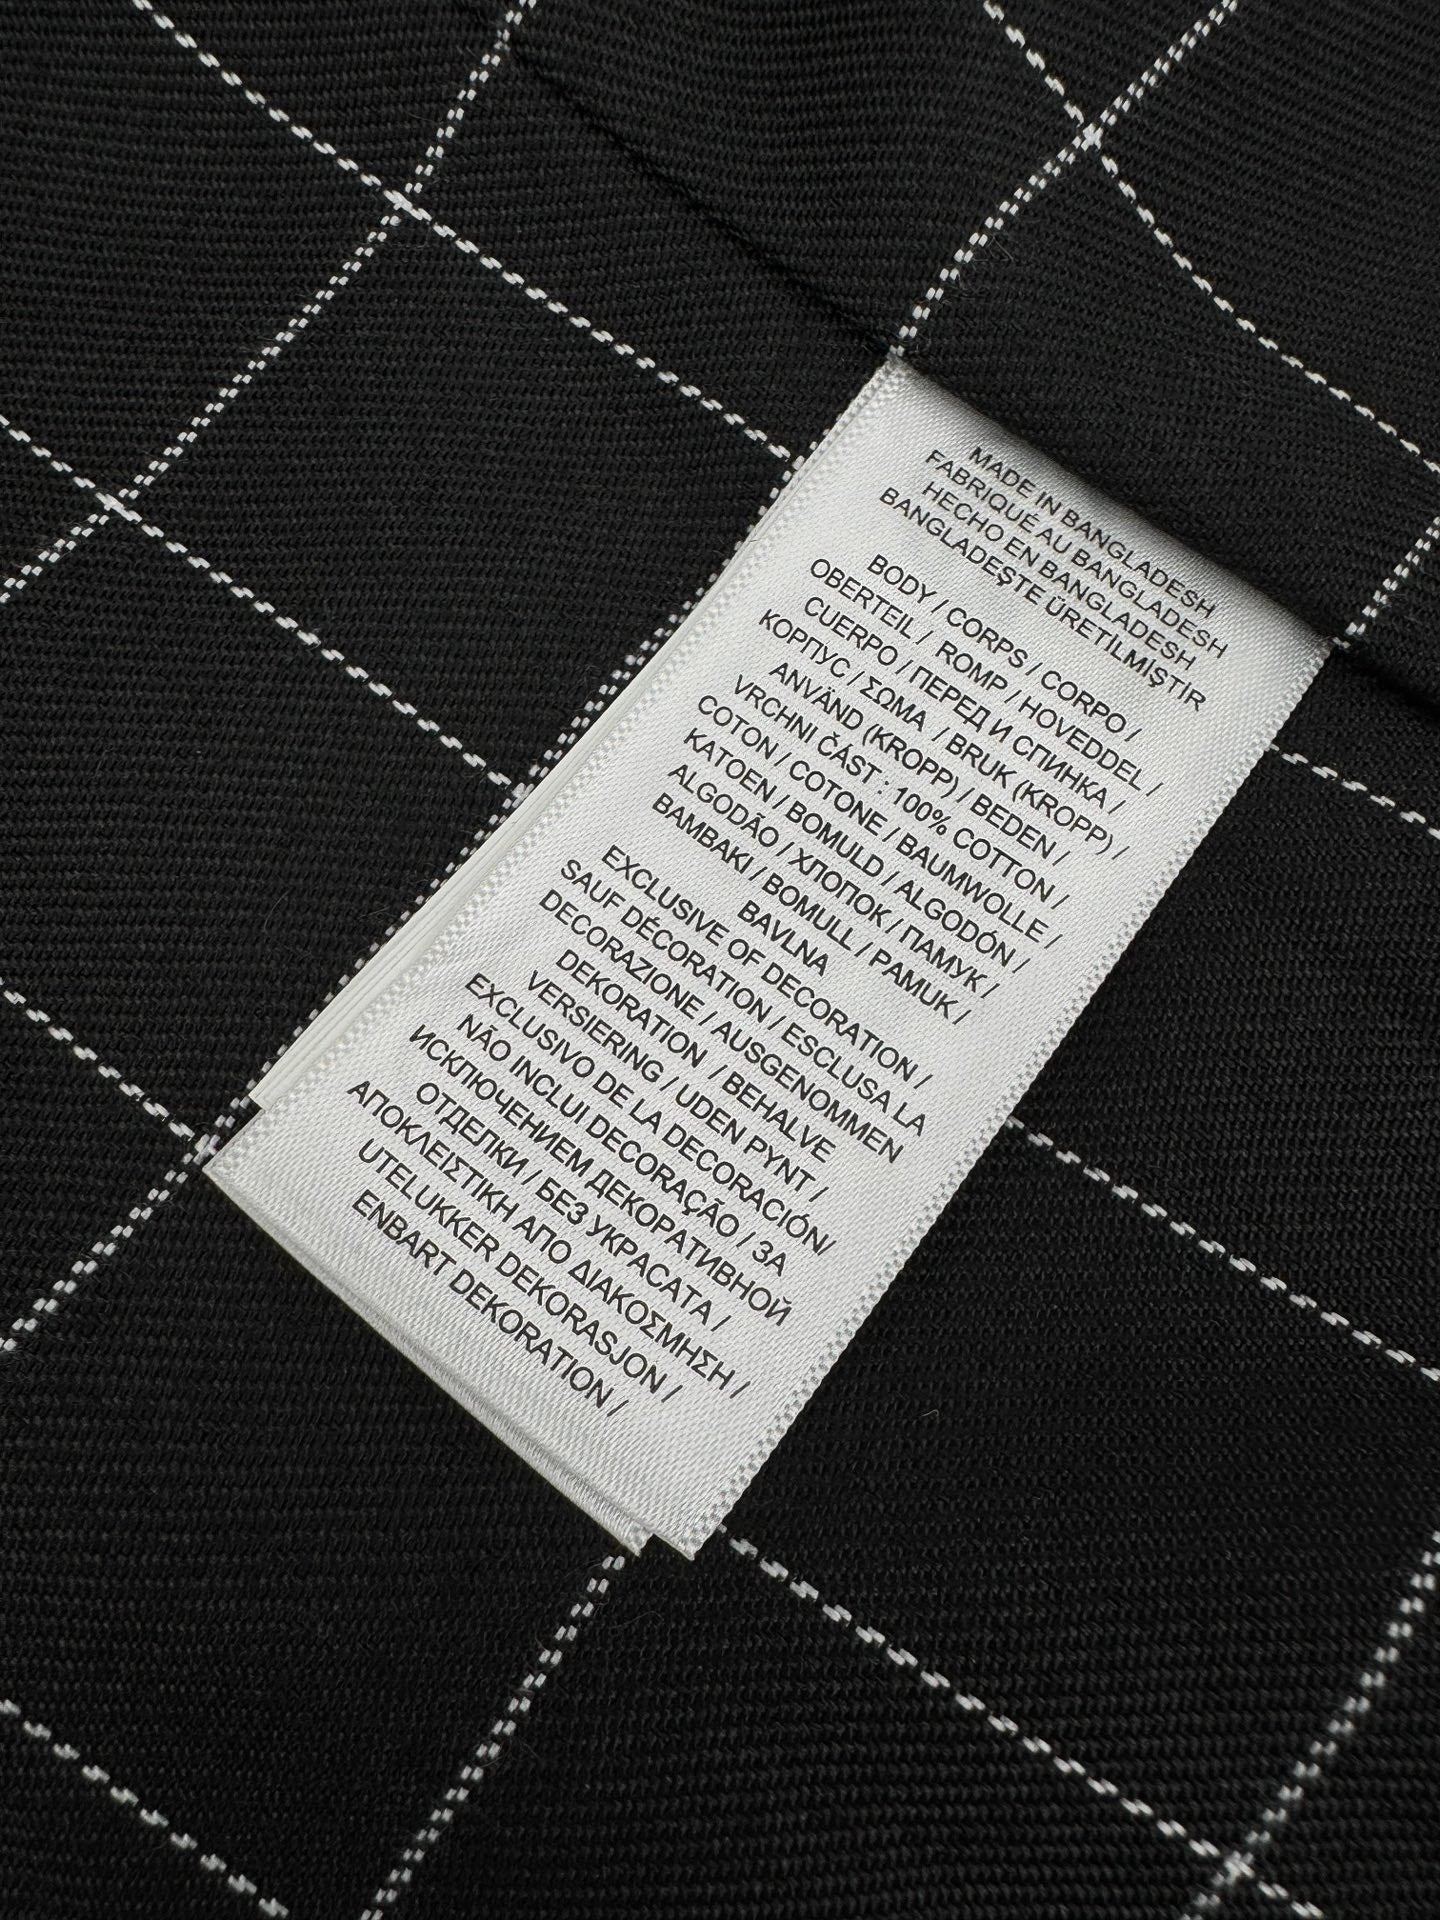 MADE IN BANGLADESH
FABRIQUÉ AU BANGLADESH
HECHO EN BANGLADESH
BANGLADEŞTE ÜRETİLMİŞTİR
BODY / CORPS / CORPO /
OBERTEIL / ROMP / HOVEDDEL /
CUERPO / ПЕРЕД И СПИНКА /
КОРПУС / ΣΩΜΑ / BRUK (KROPP) /
ANVÄND (KROPP) / BEDEN /
VRCHNI ČÁST : 100% COTTON /
COTON / COTONE / BAUMWOLLE /
KATOEN / BOMULD / ALGODÓN /
ALGODÃO / ХЛОПОК / ПАМУК /
BAMBAKI / BOMULL / PAMUK /
BAVLNA
EXCLUSIVE OF DECORATION /
SAUF DÉCORATION / ESCLUSA LA
DECORAZIONE / AUSGENOMMEN
DEKORATION / BEHALVE
VERSIERING / UDEN PYNT /
EXCLUSIVO DE LA DECORACIÓN/
NÃO INCLUI DECORAÇÃO / ЗА
ИСКЛЮЧЕНИЕМ ДЕКОРАТИВНОЙ
ОТДЕЛКИ / БЕЗ УКРАСАТА /
ΑΠΟΚΛΕΙΣΤΙΚΗ ΑΠΟ ΔΙΑΚΟΣΜΗΣΗ /
UTELUKKER DEKORASJON /
ENBART DEKORATION /